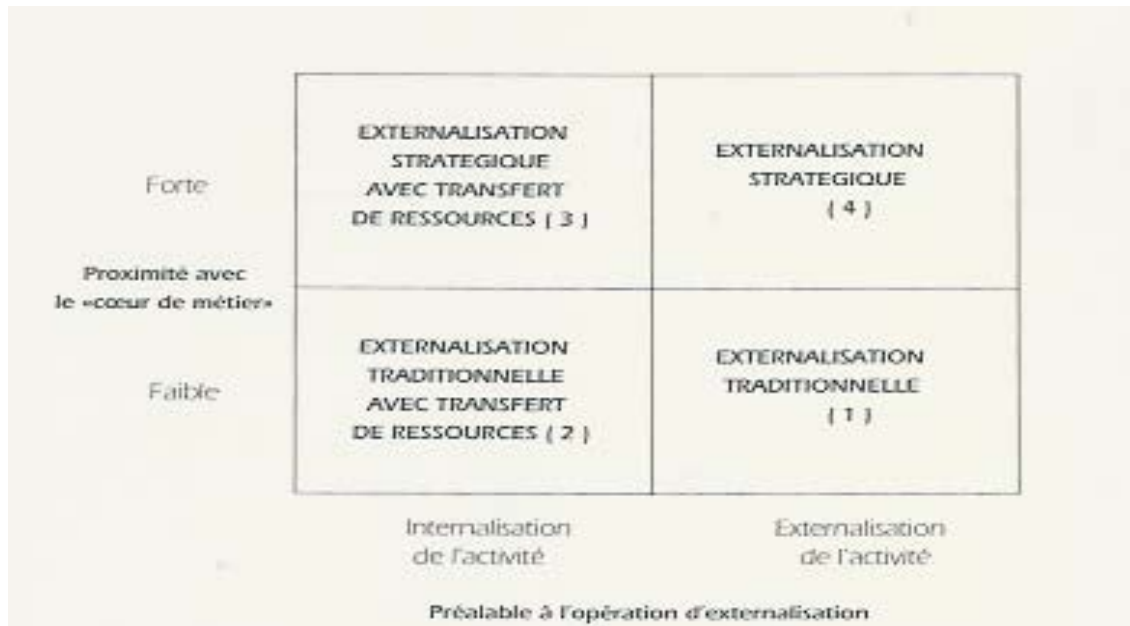 EXTERNALISATION
STRATEGIQUE
AVEC TRANSFERT
DE RESSOURCES ( 3 )
EXTERNALISATION
STRATEGIQUE
( 4 )
Forte
Proximité avec
le «cœur de métier»
EXTERNALISATION
TRADITIONNELLE
AVEC TRANSFERT
DE RESSOURCES ( 2 )
EXTERNALISATION
TRADITIONNELLE
( 1 )
Faible
Internalisation
de l'activité
Externalisation
de l'activité
Préalable à l'opération d'externalisation